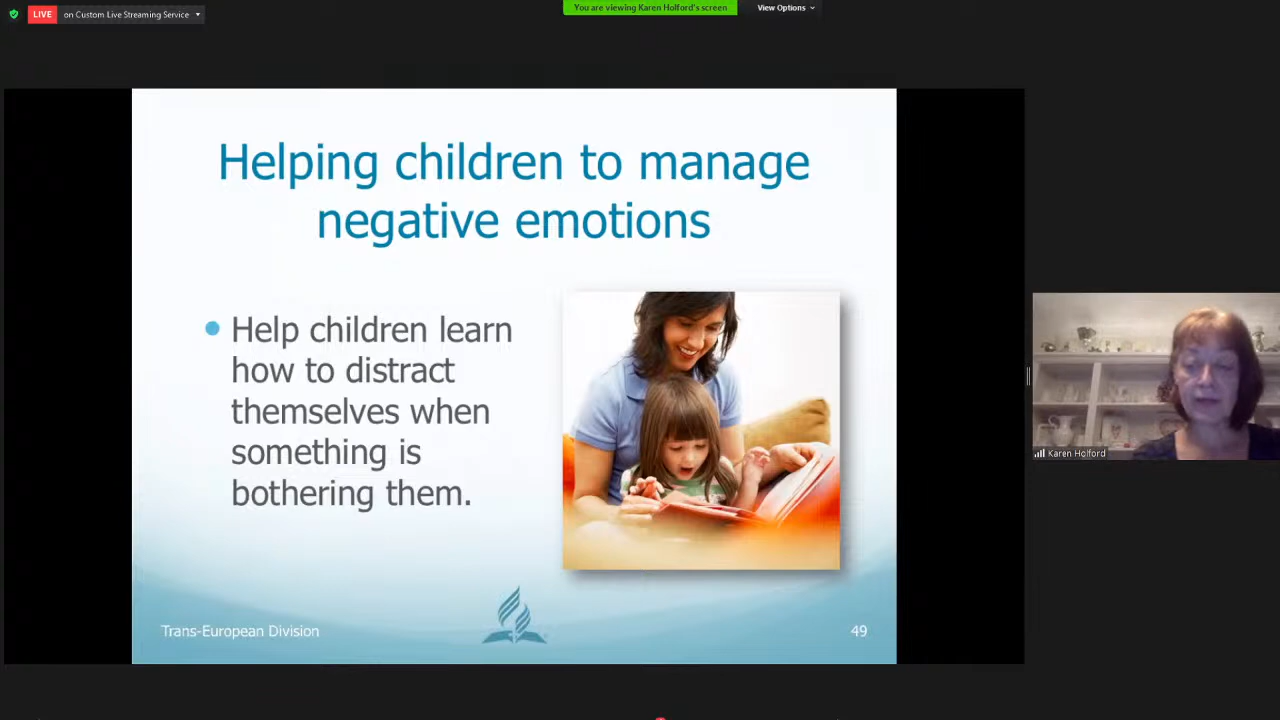 LIVE on Custom Live Streaming Service
You are viewing Karen Holford's screen
View Options
Helping children to manage
negative emotions
Help children learn
how to distract
themselves when
something is
bothering them.
Karen Holford
Trans-European Division
49